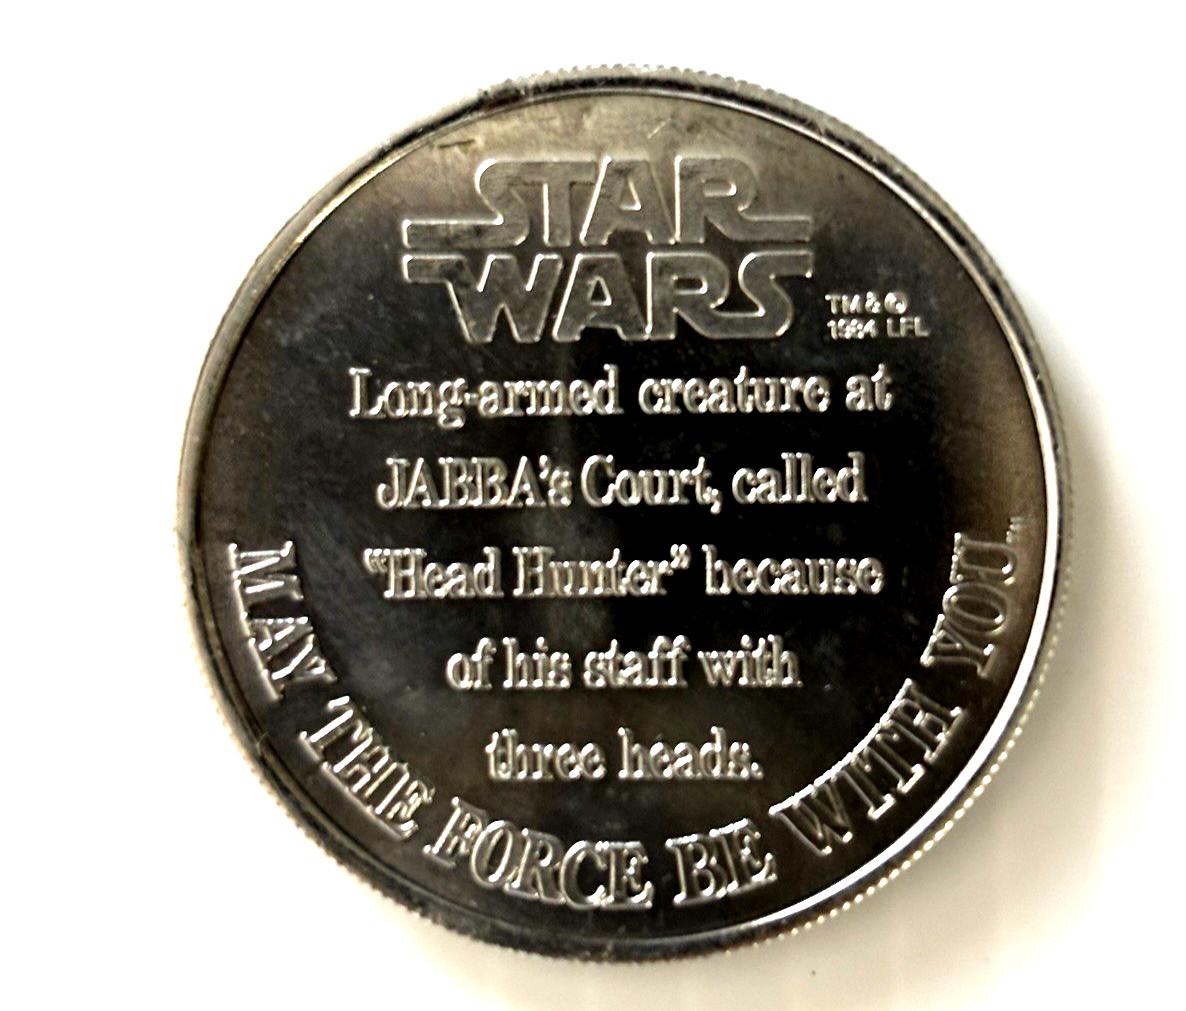 STAR
WARS
TM & ©
1984 LFL
Long-armed creature at
JABBA's Court, called
"Head Hunter" because
of his staff with
three heads.
MAY THE FORCE BE WITH YOU™